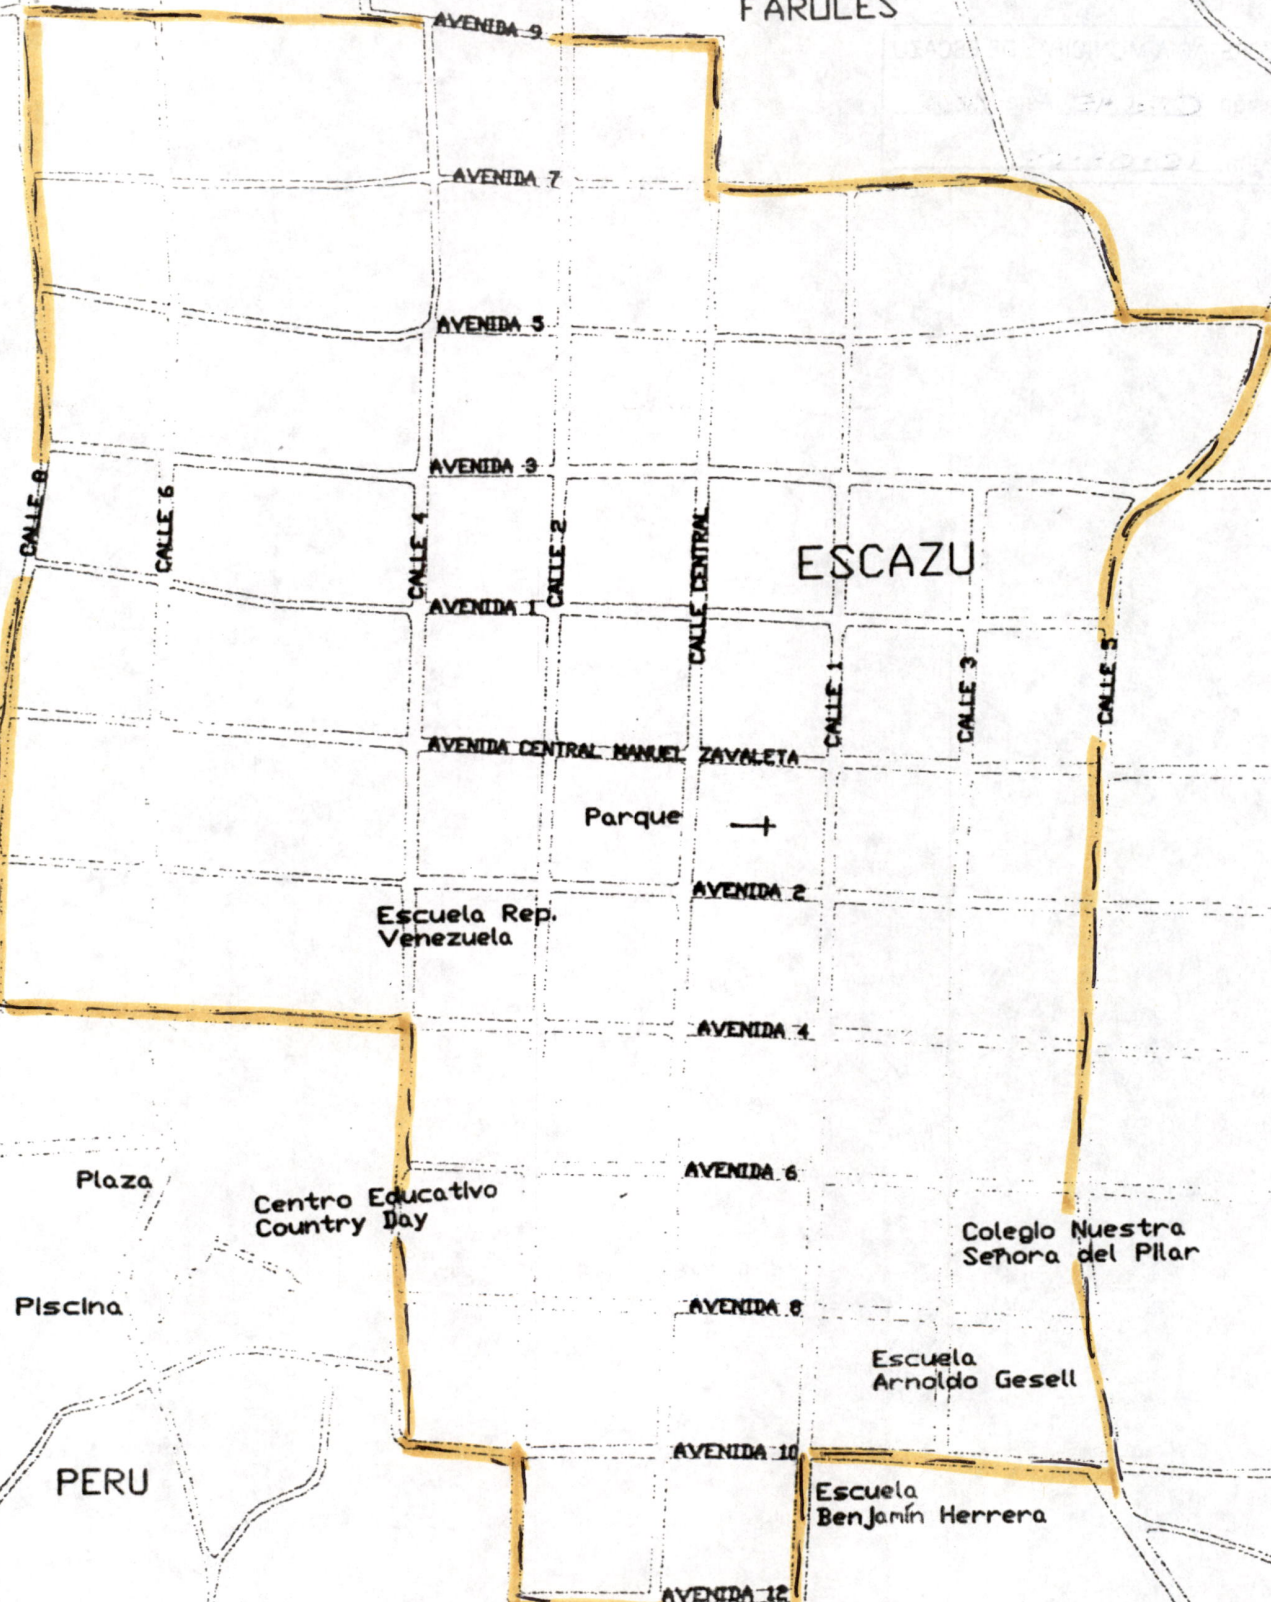 FAROLES
AVENIDA 9
AVENIDA 7
AVENIDA 5
AVENIDA 3
CALLE 8
CALLE 6
CALLE 4
CALLE 2
CALLE CENTRAL
ESCAZU
AVENIDA 1
CALLE 1
CALLE 3
CALLE 5
AVENIDA CENTRAL MANUEL ZAVALETA
Parque
AVENIDA 2
Escuela Rep.
Venezuela
AVENIDA 4
AVENIDA 6
Plaza
Centro Educativo
Country Day
Colegio Nuestra
Señora del Pilar
Piscina
AVENIDA 8
Escuela
Arnoldo Gesell
AVENIDA 10
PERU
Escuela
Benjamín Herrera
AVENIDA 12